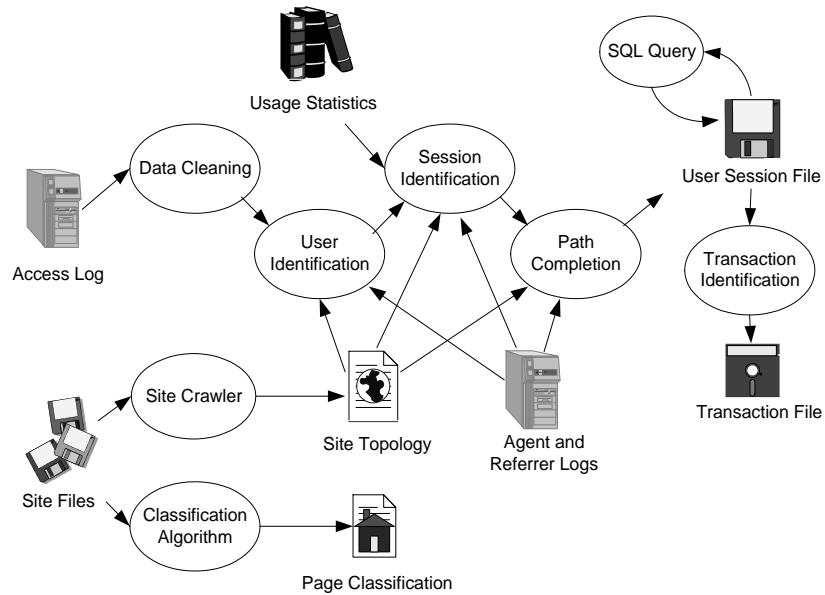 SQL Query
Usage Statistics
Data Cleaning
Session
Identification
User Session File
User
Identification
Path
Completion
Access Log
Transaction
Identification
Site Crawler
Transaction File
Site Topology
Agent and
Referrer Logs
Site Files
Classification
Algorithm
Page Classification